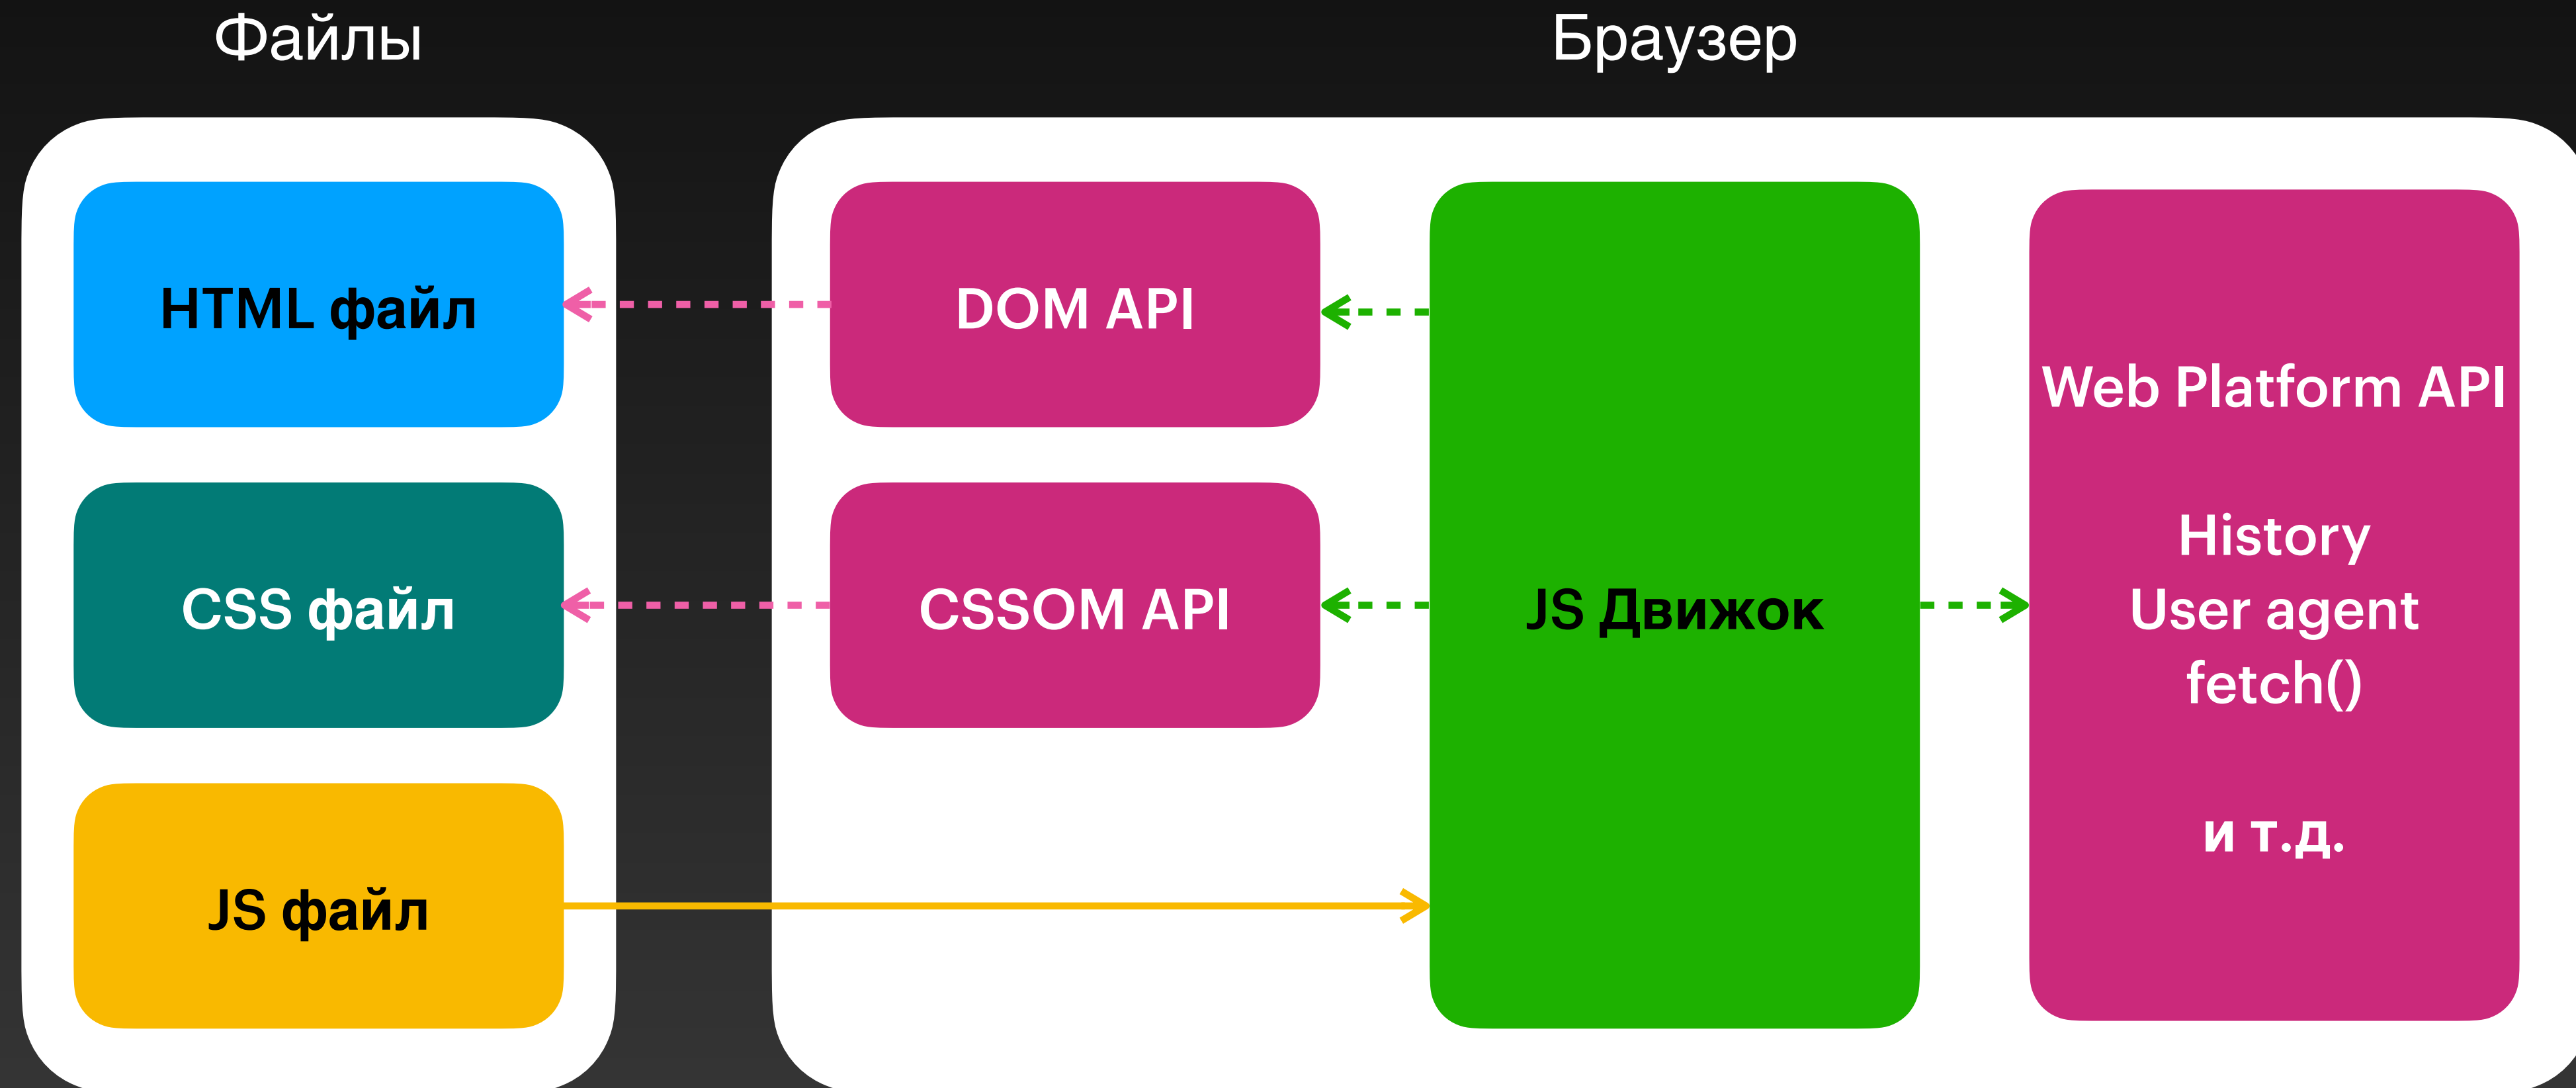 Файлы
Браузер
HTML файл
DOM API
CSS файл
CSSOM API
JS файл
JS Движок
Web Platform API
History
User agent
fetch()
и т.д.